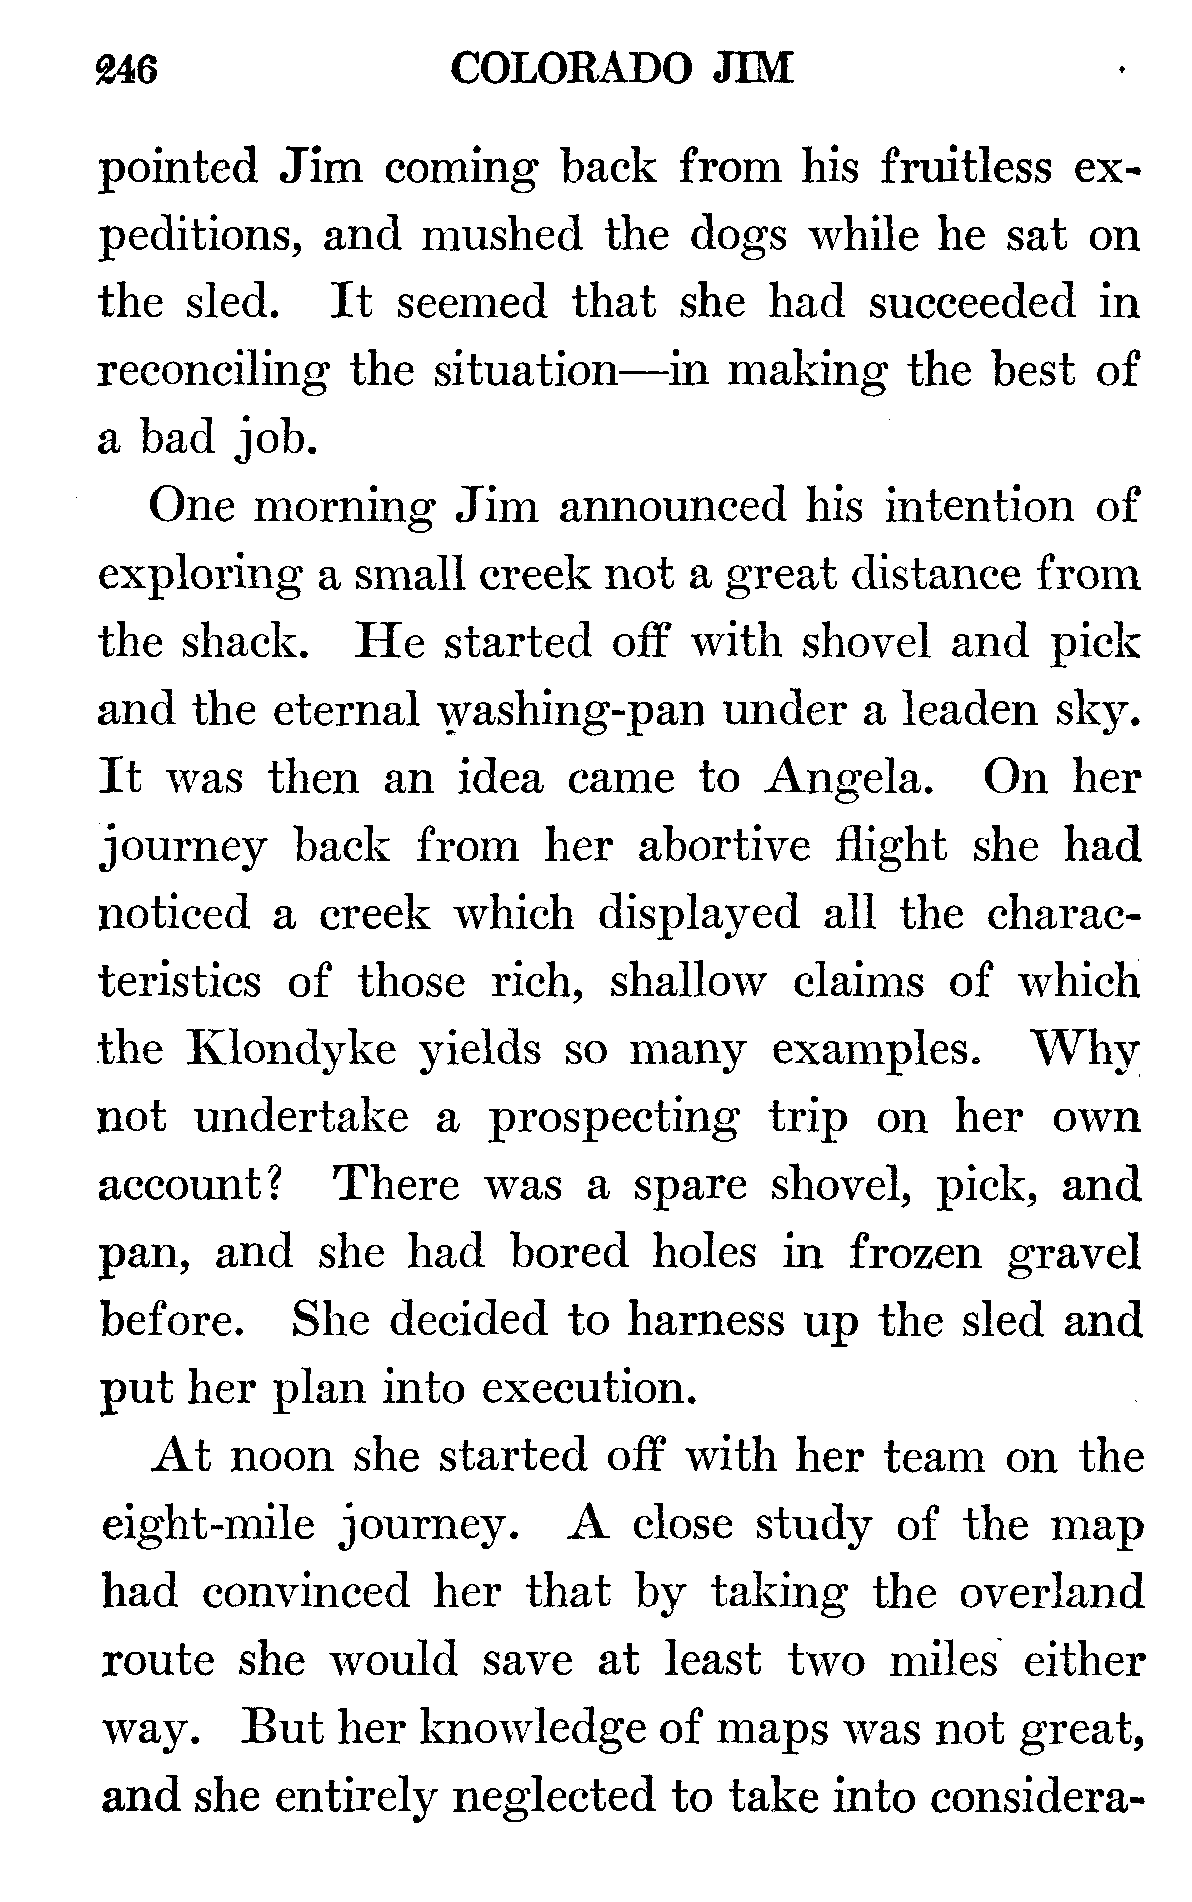 246 COLORADO JIM
pointed Jim coming back from his fruitless ex-
peditions, and mushed the dogs while he sat on
the sled. It seemed that she had succeeded in
reconciling the situation—in making the best of
a bad job.
One morning Jim announced his intention of
exploring a small creek not a great distance from
the shack. He started off with shovel and pick
and the eternal washing-pan under a leaden sky.
It was then an idea came to Angela. On her
journey back from her abortive flight she had
noticed a creek which displayed all the charac-
teristics of those rich, shallow claims of which
the Klondyke yields so many examples. Why
not undertake a prospecting trip on her own
account? There was a spare shovel, pick, and
pan, and she had bored holes in frozen gravel
before. She decided to harness up the sled and
put her plan into execution.
At noon she started off with her team on the
eight-mile journey. A close study of the map
had convinced her that by taking the overland
route she would save at least two miles either
way. But her knowledge of maps was not great,
and she entirely neglected to take into considera-